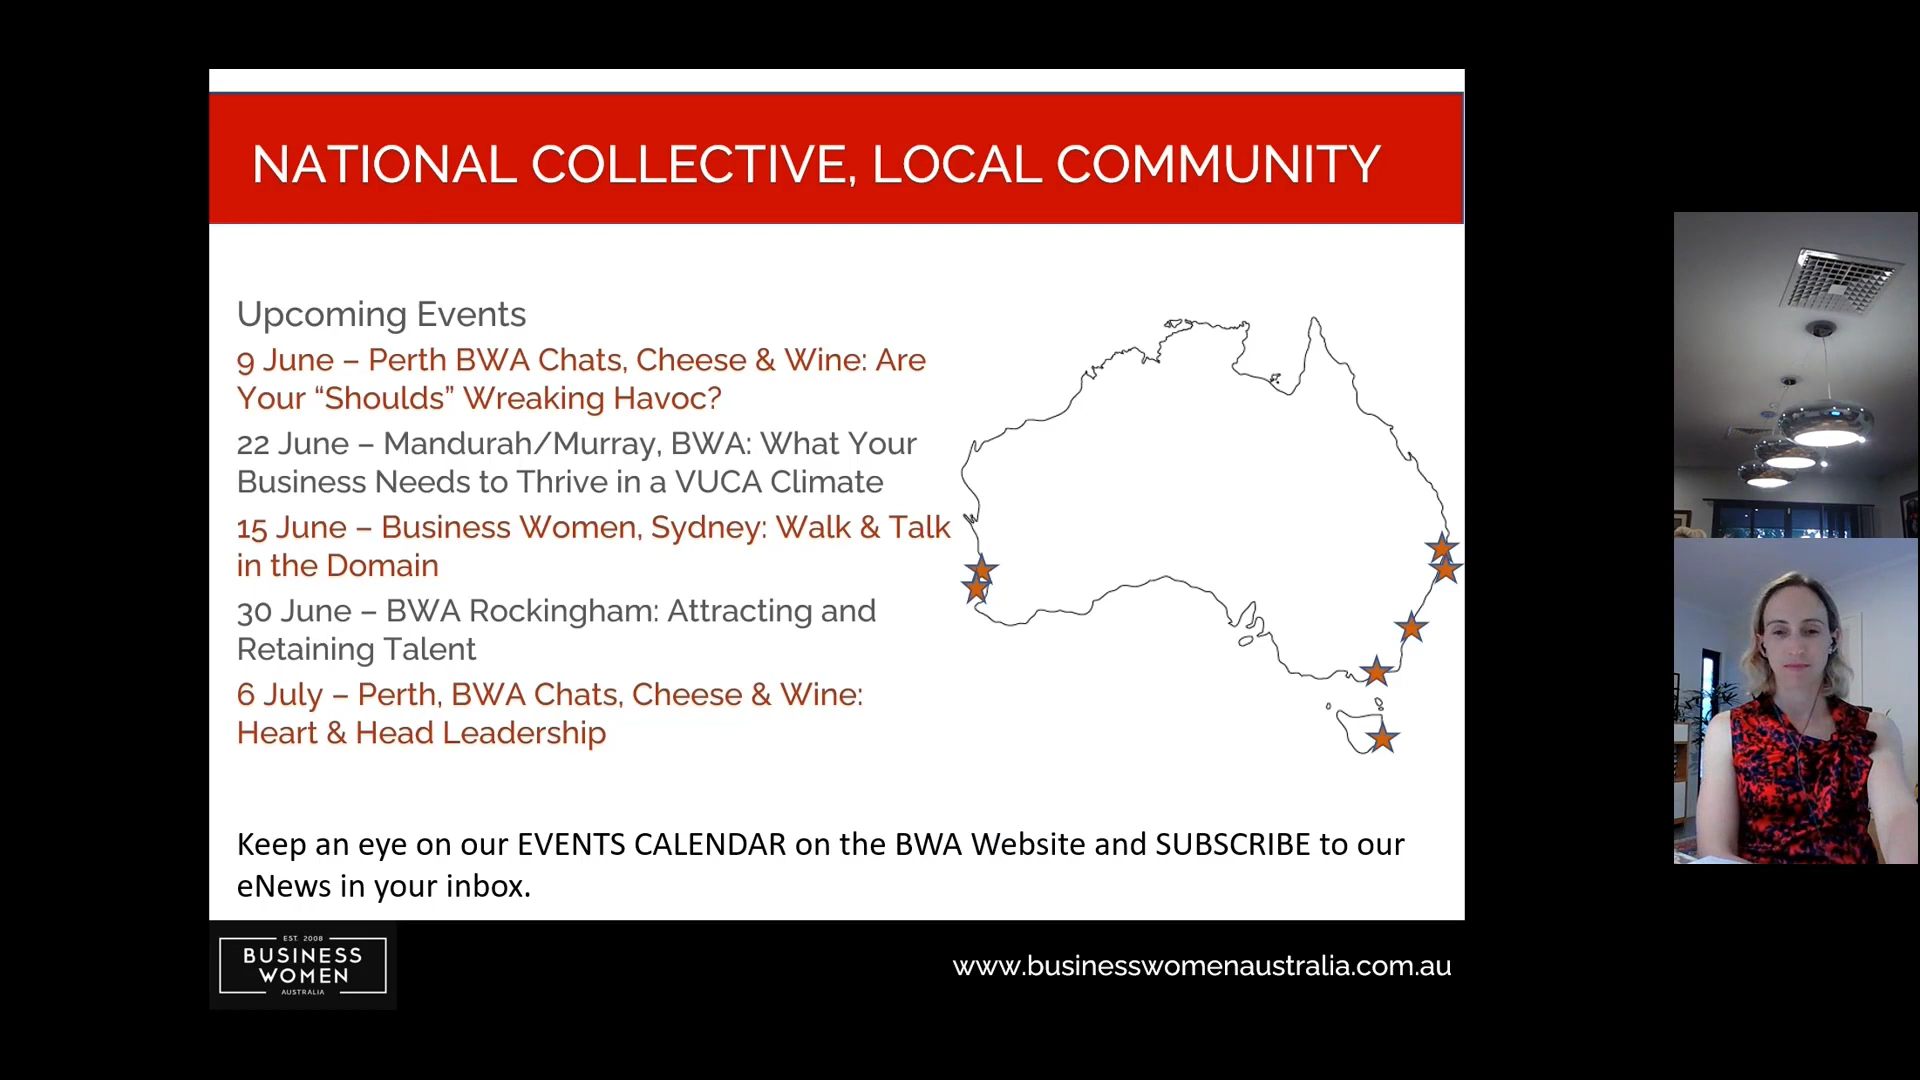 NATIONAL COLLECTIVE, LOCAL COMMUNITY
Upcoming Events
9 June – Perth BWA Chats, Cheese & Wine: Are
Your “Shoulds” Wreaking Havoc?
22 June – Mandurah/Murray, BWA: What Your
Business Needs to Thrive in a VUCA Climate
15 June – Business Women, Sydney: Walk & Talk
in the Domain
30 June – BWA Rockingham: Attracting and
Retaining Talent
6 July – Perth, BWA Chats, Cheese & Wine:
Heart & Head Leadership
Keep an eye on our EVENTS CALENDAR on the BWA Website and SUBSCRIBE to our
eNews in your inbox.
EST. 2008
BUSINESS
WOMEN
AUSTRALIA
www.businesswomenaustralia.com.au